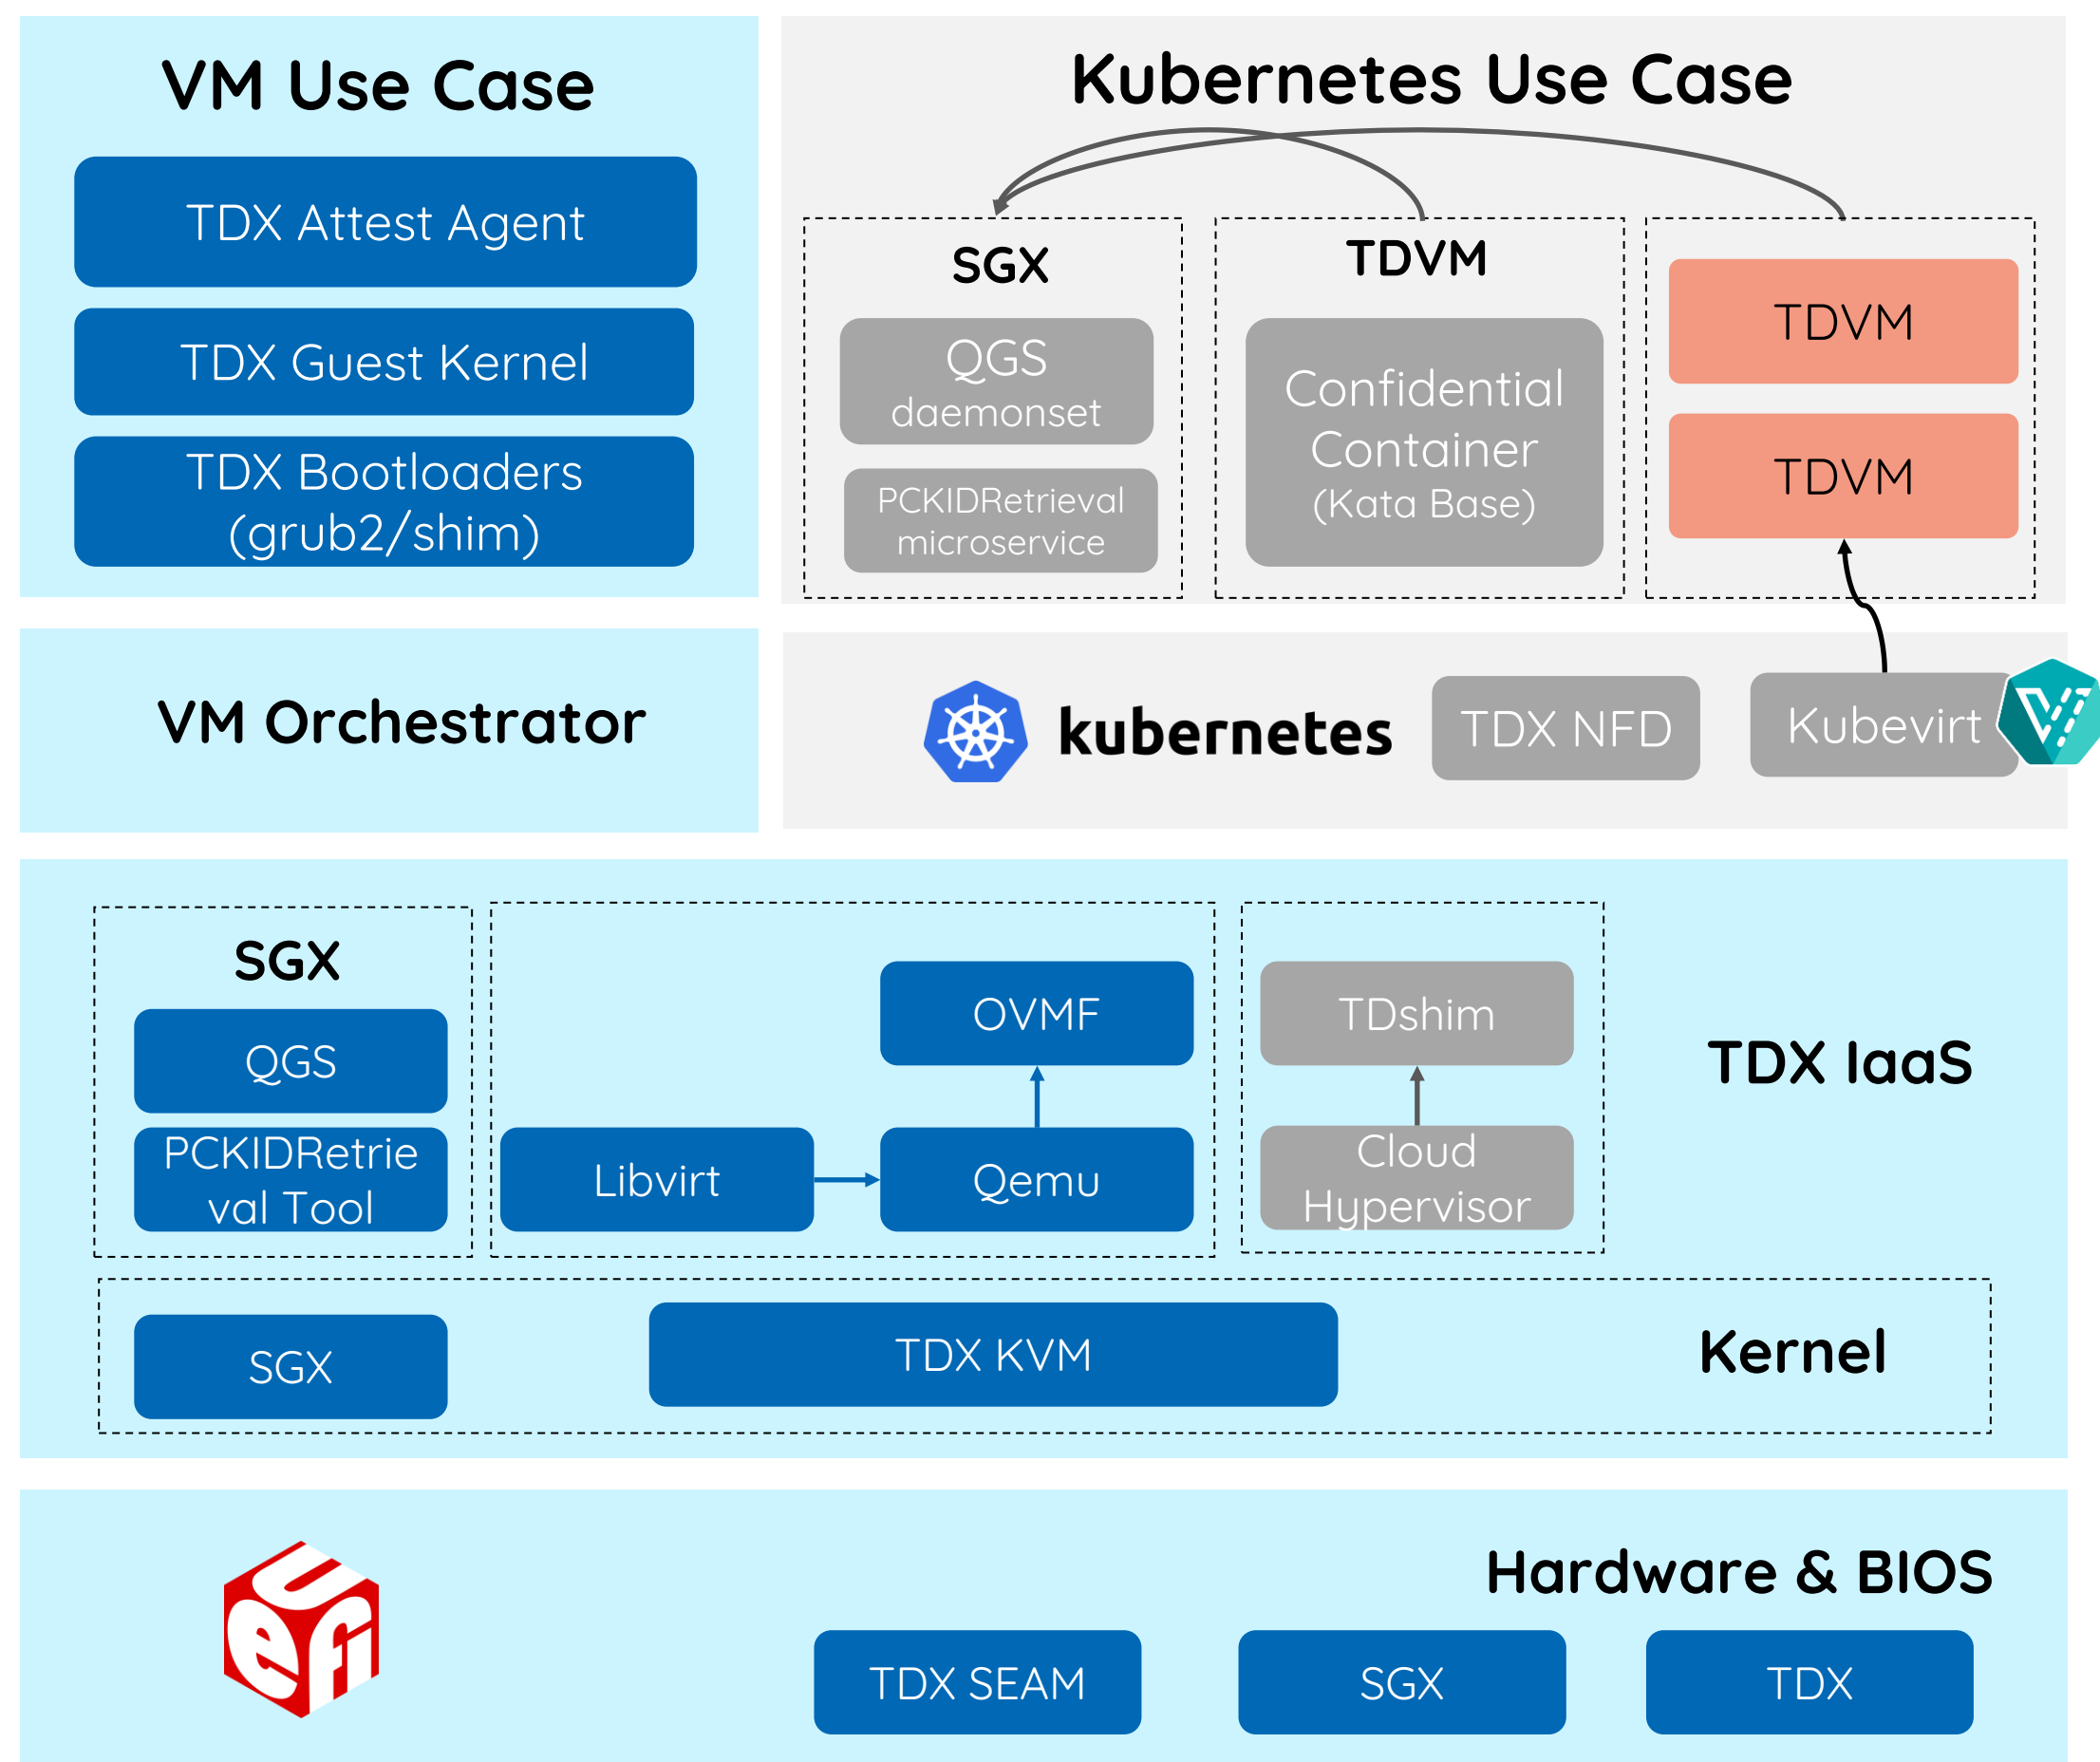 VM Use Case
TDX Attest Agent
TDX Guest Kernel
TDX Bootloaders
(grub2/shim)
Kubernetes Use Case
SGX
QGS
daemonset
PCKIDRetrieval
microservice
TDVM
Confidential
Container
(Kata Base)
TDVM
TDVM
VM Orchestrator
kubernetes
TDX NFD
Kubevirt
SGX
QGS
PCKIDRetrie
val Tool
OVMF
Libvirt
Qemu
TDshim
Cloud
Hypervisor
TDX IaaS
SGX
TDX KVM
Kernel
UEFI
Hardware & BIOS
TDX SEAM
SGX
TDX